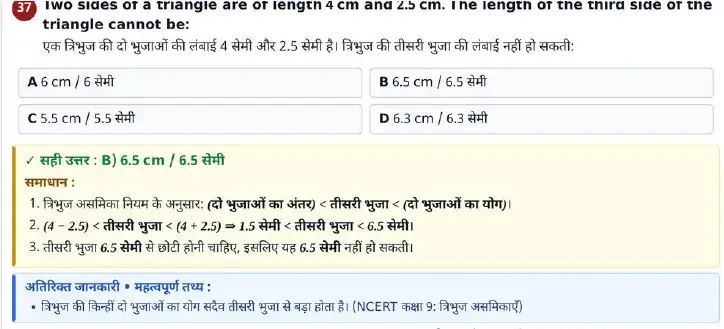 37 Two sides of a triangle are of length 4 cm and 2.5 cm. The length of the third side of the
triangle cannot be:
एक त्रिभुज की दो भुजाओं की लंबाई 4 सेमी और 2.5 सेमी है। त्रिभुज की तीसरी भुजा की लंबाई नहीं हो सकती:
A 6 cm / 6 सेमी
B 6.5 cm / 6.5 सेमी
C 5.5 cm / 5.5 सेमी
D 6.3 cm / 6.3 सेमी
✓ सही उत्तर : B) 6.5 cm / 6.5 सेमी
समाधान :
1. त्रिभुज असमिका नियम के अनुसार: (दो भुजाओं का अंतर) < तीसरी भुजा < (दो भुजाओं का योग)।
2. (4 − 2.5) < तीसरी भुजा < (4 + 2.5) ⇒ 1.5 सेमी < तीसरी भुजा < 6.5 सेमी।
3. तीसरी भुजा 6.5 सेमी से छोटी होनी चाहिए, इसलिए यह 6.5 सेमी नहीं हो सकती।
अतिरिक्त जानकारी • महत्वपूर्ण तथ्य :
• त्रिभुज की किन्हीं दो भुजाओं का योग सदैव तीसरी भुजा से बड़ा होता है। (NCERT कक्षा 9: त्रिभुज असमिकाएँ)